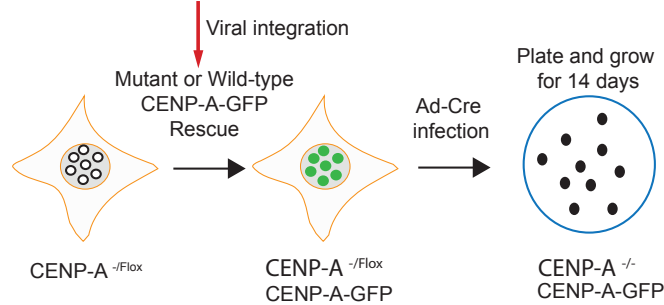 Viral integration
Mutant or Wild-type
CENP-A-GFP
Rescue
Ad-Cre
infection
Plate and grow
for 14 days
CENP-A -/Flox
CENP-A -/Flox
CENP-A-GFP
CENP-A -/-
CENP-A-GFP